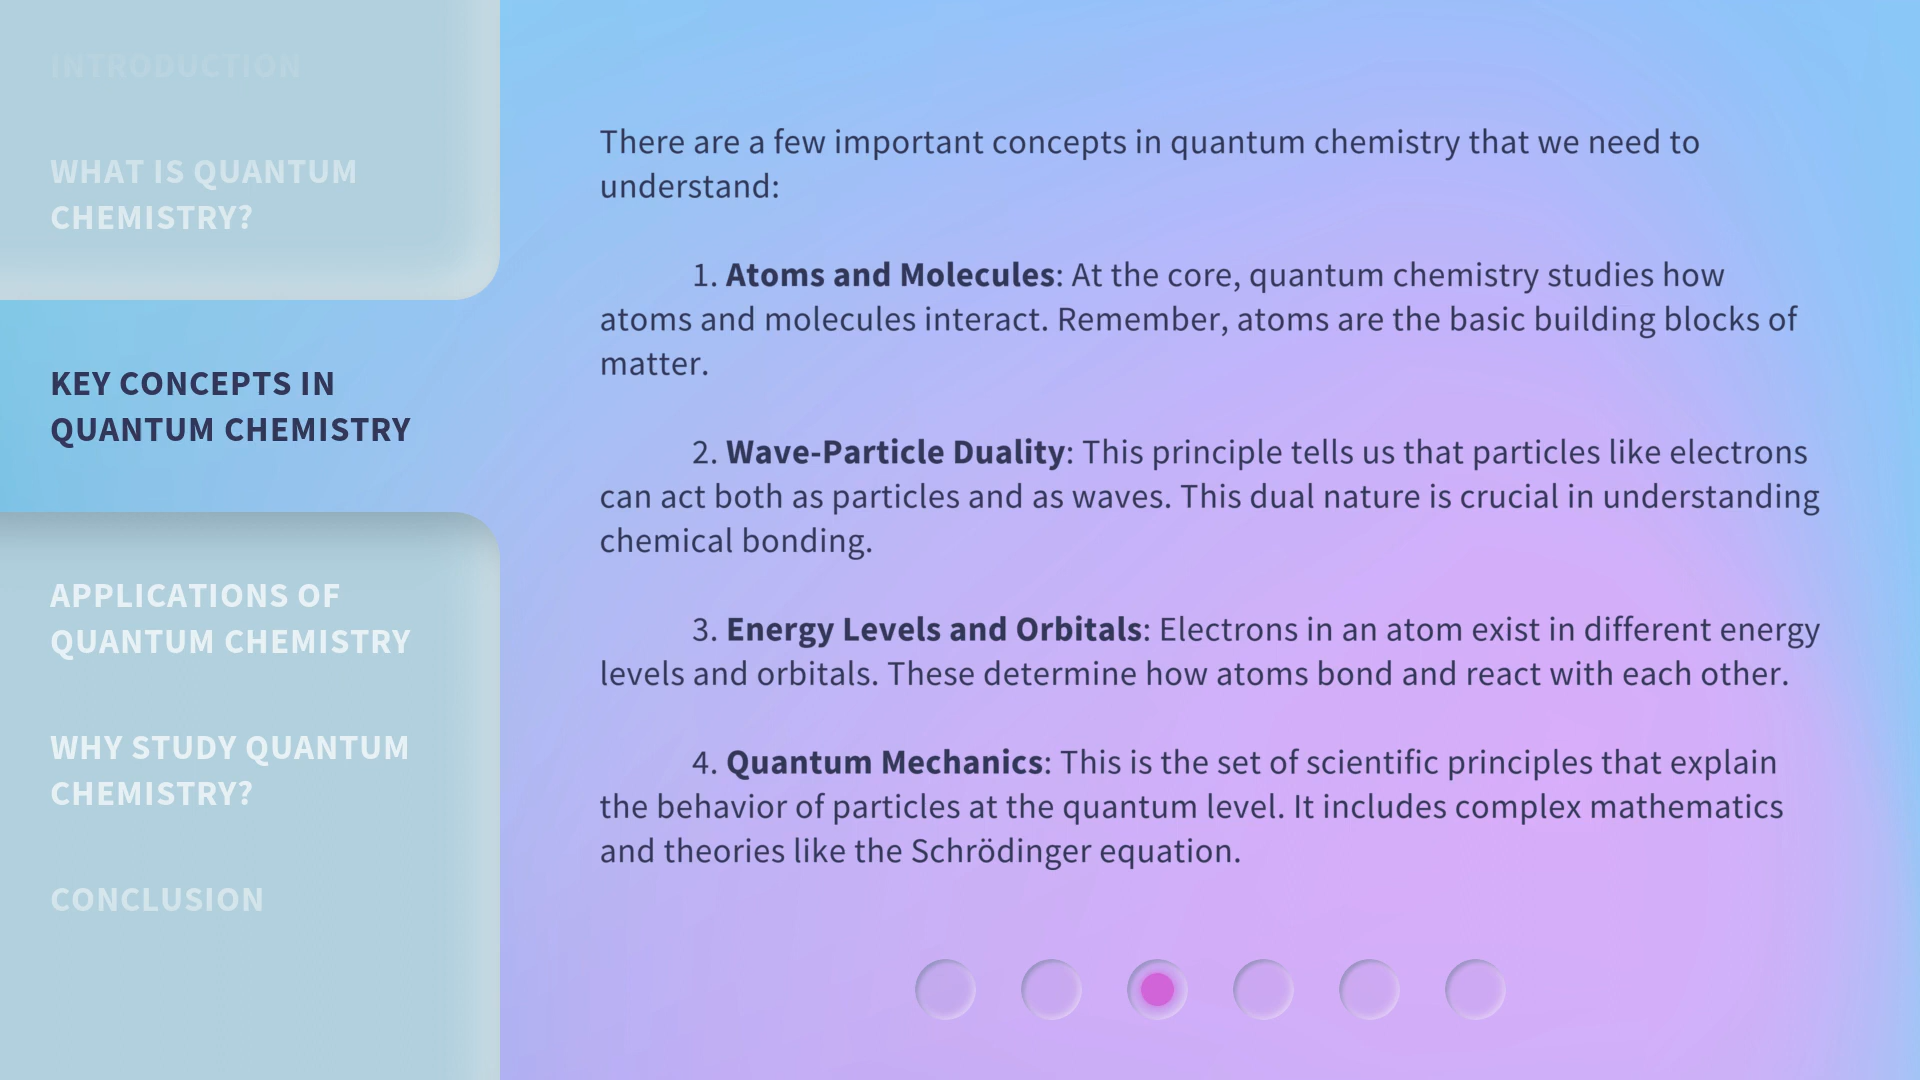 INTRODUCTION
WHAT IS QUANTUM
CHEMISTRY?
KEY CONCEPTS IN
QUANTUM CHEMISTRY
APPLICATIONS OF
QUANTUM CHEMISTRY
WHY STUDY QUANTUM
CHEMISTRY?
CONCLUSION
There are a few important concepts in quantum chemistry that we need to
understand:
1. Atoms and Molecules: At the core, quantum chemistry studies how
atoms and molecules interact. Remember, atoms are the basic building blocks of
matter.
2. Wave-Particle Duality: This principle tells us that particles like electrons
can act both as particles and as waves. This dual nature is crucial in understanding
chemical bonding.
3. Energy Levels and Orbitals: Electrons in an atom exist in different energy
levels and orbitals. These determine how atoms bond and react with each other.
4. Quantum Mechanics: This is the set of scientific principles that explain
the behavior of particles at the quantum level. It includes complex mathematics
and theories like the Schrödinger equation.